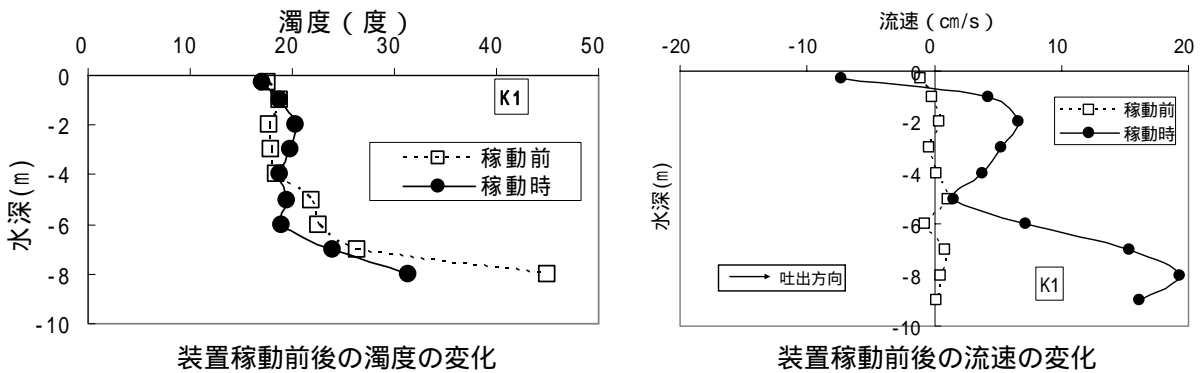 濁度（度）
0 10 20 30 40 50
0
-2
-4
-6
-8
-10
水深(m)
K1
稼動前
稼動時
装置稼動前後の濁度の変化
流速（㎝/s）
-20 -10 0 10 20
0
-2
-4
-6
-8
-10
水深(m)
稼動前
稼動時
吐出方向
K1
装置稼動前後の流速の変化